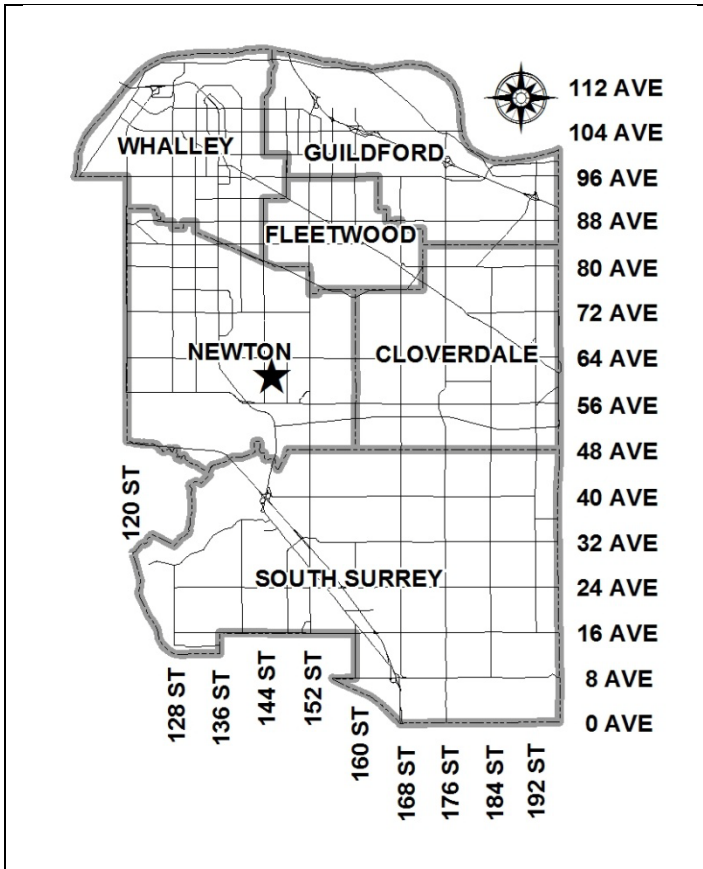 112 AVE
104 AVE
WHALLEY
GUILDFORD
96 AVE
88 AVE
FLEETWOOD
80 AVE
72 AVE
NEWTON
CLOVERDALE
64 AVE
56 AVE
48 AVE
120 ST
40 AVE
32 AVE
SOUTH SURREY
24 AVE
16 AVE
128 ST
136 ST
144 ST
152 ST
8 AVE
160 ST
0 AVE
168 ST
176 ST
184 ST
192 ST